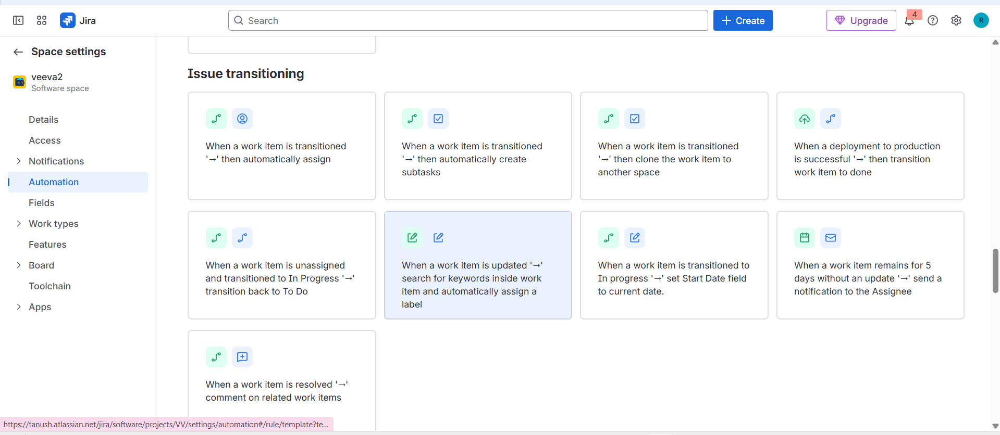 Jira
Search
Create
Upgrade
4
R
Space settings
veeva2
Software space
Details
Access
Notifications
Automation
Fields
Work types
Features
Board
Toolchain
Apps
Issue transitioning
When a work item is transitioned
'→' then automatically assign
When a work item is transitioned
'→' then automatically create
subtasks
When a work item is transitioned
'→' then clone the work item to
another space
When a deployment to production
is successful '→' then transition
work item to done
When a work item is unassigned
and transitioned to In Progress '→'
transition back to To Do
When a work item is updated '→'
search for keywords inside work
item and automatically assign a
label
When a work item is transitioned to
In progress '→' set Start Date field
to current date.
When a work item remains for 5
days without an update '→' send a
notification to the Assignee
When a work item is resolved '→'
comment on related work items
https://tanush.atlassian.net/jira/software/projects/VV/settings/automation#/rule/template?te...